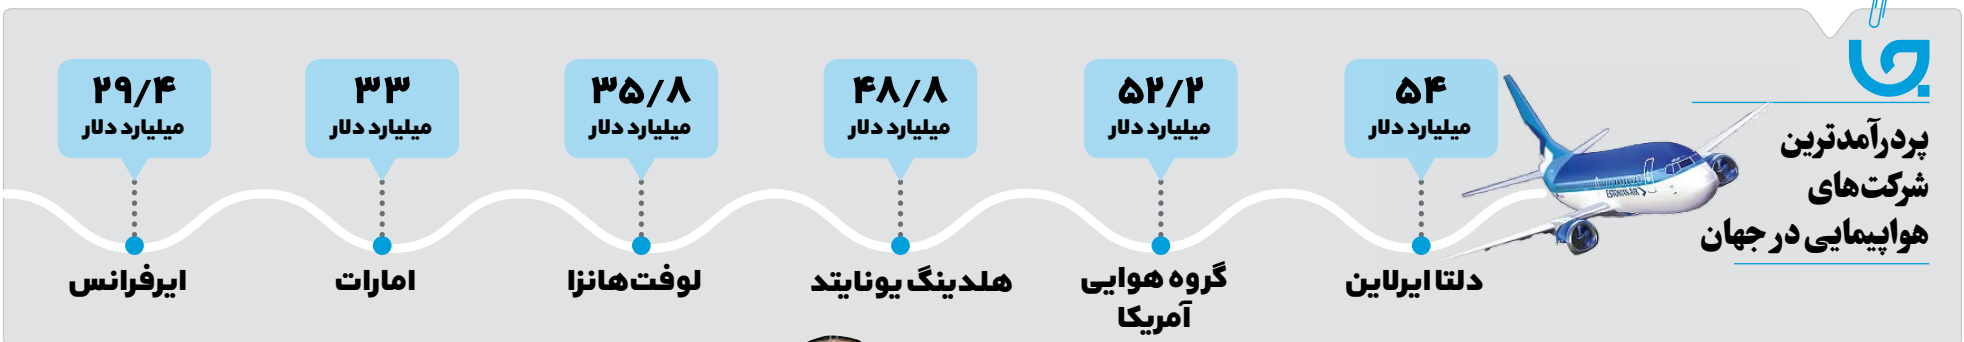 پردرآمدترین
شرکت‌های
هواپیمایی در جهان
۵۴
میلیارد دلار
دلتا ایرلاین
۵۲/۲
میلیارد دلار
گروه هوایی
آمریکا
۴۸/۸
میلیارد دلار
هلدینگ یونایتد
۳۵/۸
میلیارد دلار
لوفت‌هانزا
۳۳
میلیارد دلار
امارات
۲۹/۴
میلیارد دلار
ایرفرانس
ESTONIAN AIR